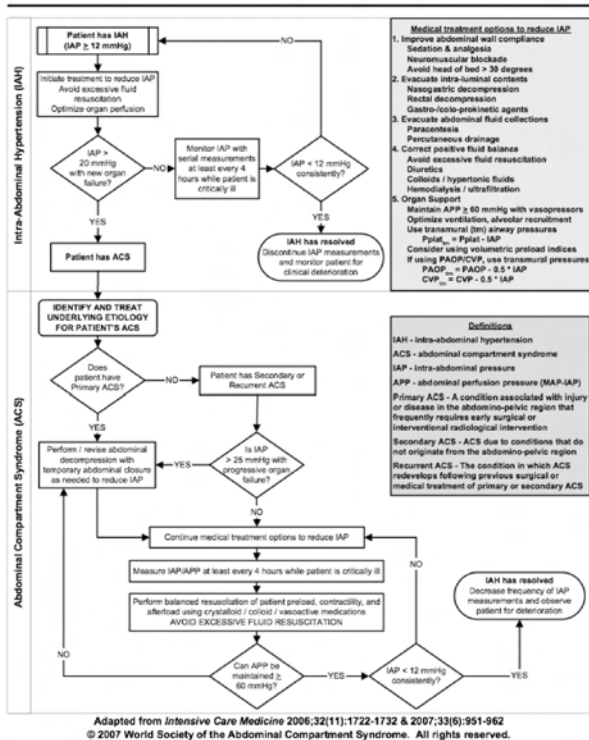 Intra-Abdominal Hypertension (IAH)
Patient has IAH
(IAP ≥ 12 mmHg)
Initiate treatment to reduce IAP
Avoid excessive fluid
resuscitation
Optimize organ perfusion
IAP >
20 mmHg
with new organ
failure?
NO
Monitor IAP with
serial measurements
at least every 4
hours while patient is
critically ill
IAP < 12 mmHg
consistently?
NO
YES
IAH has resolved
Discontinue IAP measurements
and monitor patient for
clinical deterioration
YES
Patient has ACS
Medical treatment options to reduce IAP
1. Improve abdominal wall compliance
Sedation & analgesia
Neuromuscular blockade
Avoid head of bed > 30 degrees
2. Evacuate intra-luminal contents
Nasogastric decompression
Rectal decompression
Gastro-/colo-prokinetic agents
3. Evacuate abdominal fluid collections
Paracentesis
Percutaneous drainage
4. Correct positive fluid balance
Avoid excessive fluid resuscitation
Diuretics
Colloids / hypertonic fluids
Hemodialysis / ultrafiltration
5. Organ Support
Maintain APP ≥ 60 mmHg with vasopressors
Optimize ventilation, alveolar recruitment
Use transmural (tm) airway pressures
Pplat tm = Pplat - IAP
Consider using volumetric preload indices
If using PAOP/CVP, use transmural pressures
PAOP tm = PAOP - 0.5 * IAP
CVP tm = CVP - 0.5 * IAP
Abdominal Compartment Syndrome (ACS)
IDENTIFY AND TREAT
UNDERLYING ETIOLOGY
FOR PATIENT'S ACS
Does
patient have
Primary ACS?
NO
Patient has Secondary or
Recurrent ACS
YES
Perform / revise abdominal
decompression with
temporary abdominal closure
as needed to reduce IAP
YES
Is IAP
> 25 mmHg with
progressive organ
failure?
NO
Continue medical treatment options to reduce IAP
Measure IAP/APP at least every 4 hours while patient is critically ill
Perform balanced resuscitation of patient preload, contractility, and
afterload using crystalloid / colloid / vasoactive medications
AVOID EXCESSIVE FLUID RESUSCITATION
NO
Can APP be
maintained ≥
60 mmHg?
YES
IAP < 12 mmHg
consistently?
NO
YES
IAH has resolved
Decrease frequency of IAP
measurements and observe
patient for deterioration
Definitions
IAH - intra-abdominal hypertension
ACS - abdominal compartment syndrome
IAP - intra-abdominal pressure
APP - abdominal perfusion pressure (MAP-IAP)
Primary ACS - A condition associated with injury
or disease in the abdomino-pelvic region that
frequently requires early surgical or
interventional radiological intervention
Secondary ACS - ACS due to conditions that do
not originate from the abdomino-pelvic region
Recurrent ACS - The condition in which ACS
redevelops following previous surgical or
medical treatment of primary or secondary ACS
Adapted from Intensive Care Medicine 2006;32(11):1722-1732 & 2007;33(6):951-962
© 2007 World Society of the Abdominal Compartment Syndrome. All rights reserved.